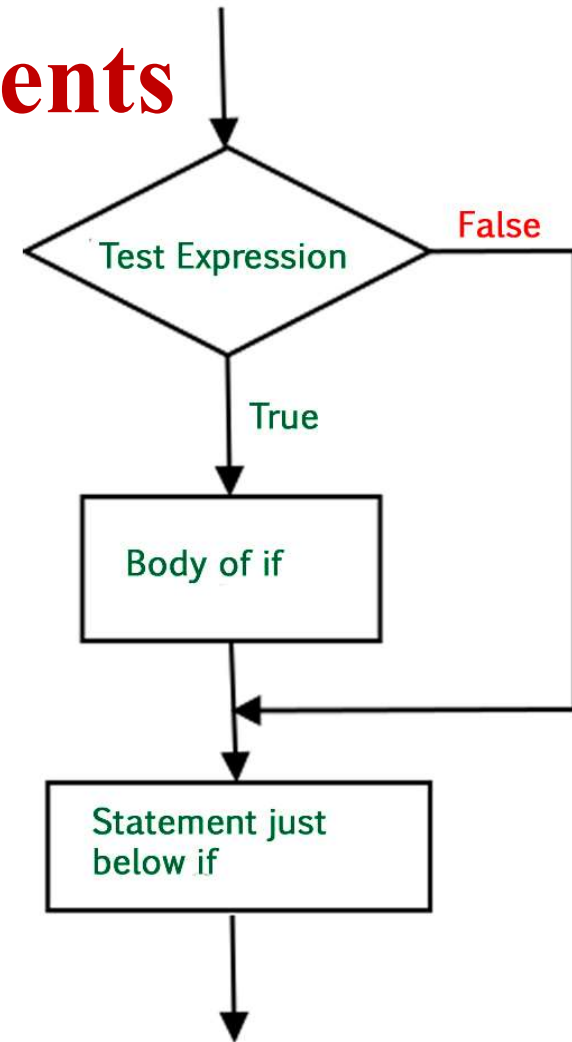 ents
Test Expression
False
True
Body of if
Statement just
below if